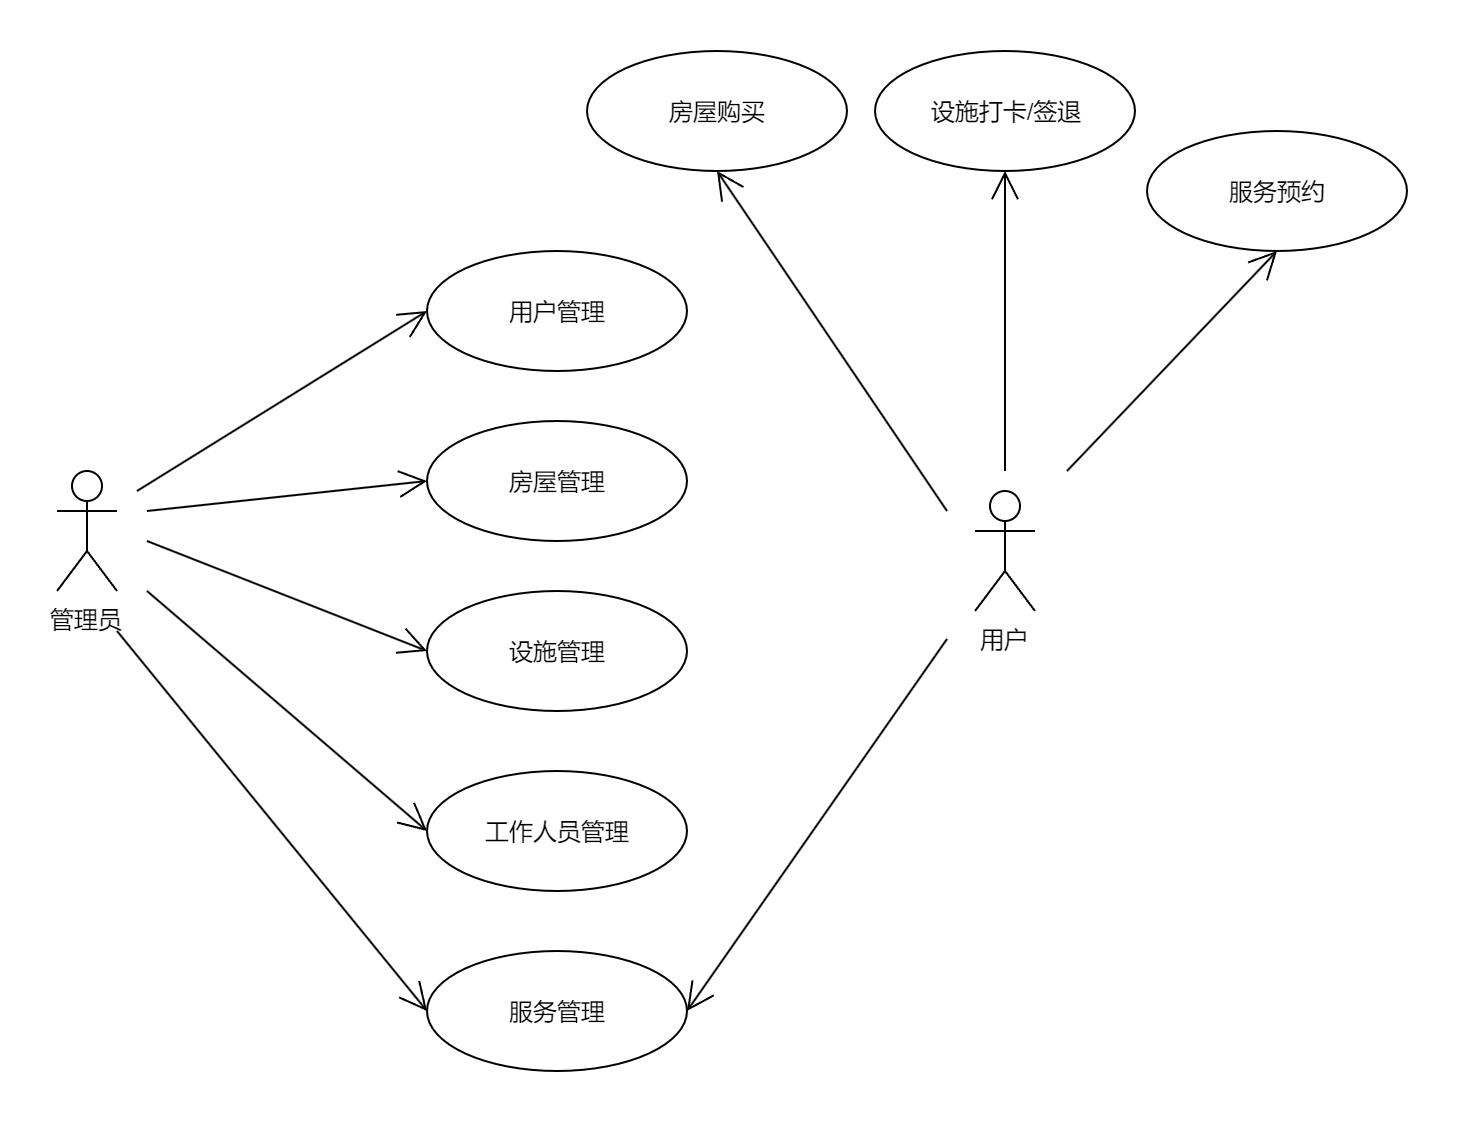 房屋购买
设施打卡/签退
服务预约
用户管理
房屋管理
管理员
用户
设施管理
工作人员管理
服务管理